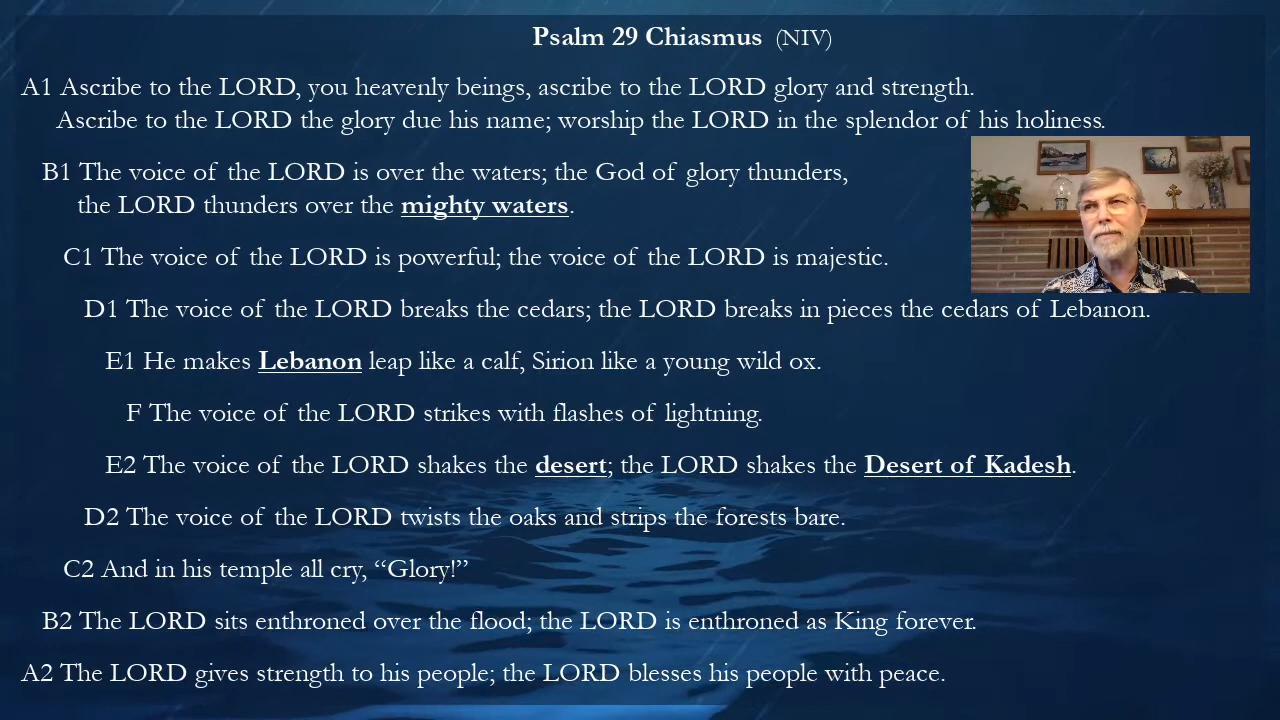 Psalm 29 Chiasmus (NIV)
A1 Ascribe to the LORD, you heavenly beings, ascribe to the LORD glory and strength.
Ascribe to the LORD the glory due his name; worship the LORD in the splendor of his holiness.
B1 The voice of the LORD is over the waters; the God of glory thunders,
the LORD thunders over the mighty waters.
C1 The voice of the LORD is powerful; the voice of the LORD is majestic.
D1 The voice of the LORD breaks the cedars; the LORD breaks in pieces the cedars of Lebanon.
E1 He makes Lebanon leap like a calf, Sirion like a young wild ox.
F The voice of the LORD strikes with flashes of lightning.
E2 The voice of the LORD shakes the desert; the LORD shakes the Desert of Kadesh.
D2 The voice of the LORD twists the oaks and strips the forests bare.
C2 And in his temple all cry, “Glory!”
B2 The LORD sits enthroned over the flood; the LORD is enthroned as King forever.
A2 The LORD gives strength to his people; the LORD blesses his people with peace.